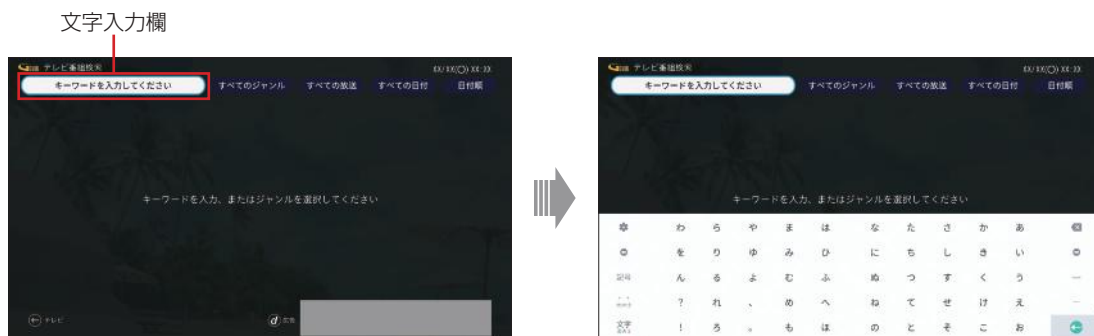 文字入力欄
テレビ番組検索
XX/XX(〇) XX:XX
キーワードを入力してください
すべてのジャンル
すべての放送
すべての日付
日付順
キーワードを入力、またはジャンルを選択してください
テレビ
d
テレビ番組検索
XX/XX(〇) XX:XX
キーワードを入力してください
すべてのジャンル
すべての放送
すべての日付
日付順
キーワードを入力、またはジャンルを選択してください
わ ら や ま は な た さ か あ
を り ゆ み ひ に ち し き い
記号 ん る よ む ふ ぬ つ す く う
? れ 、 め へ ね て せ け え
文字 ! ろ 。 も ほ の と そ こ お